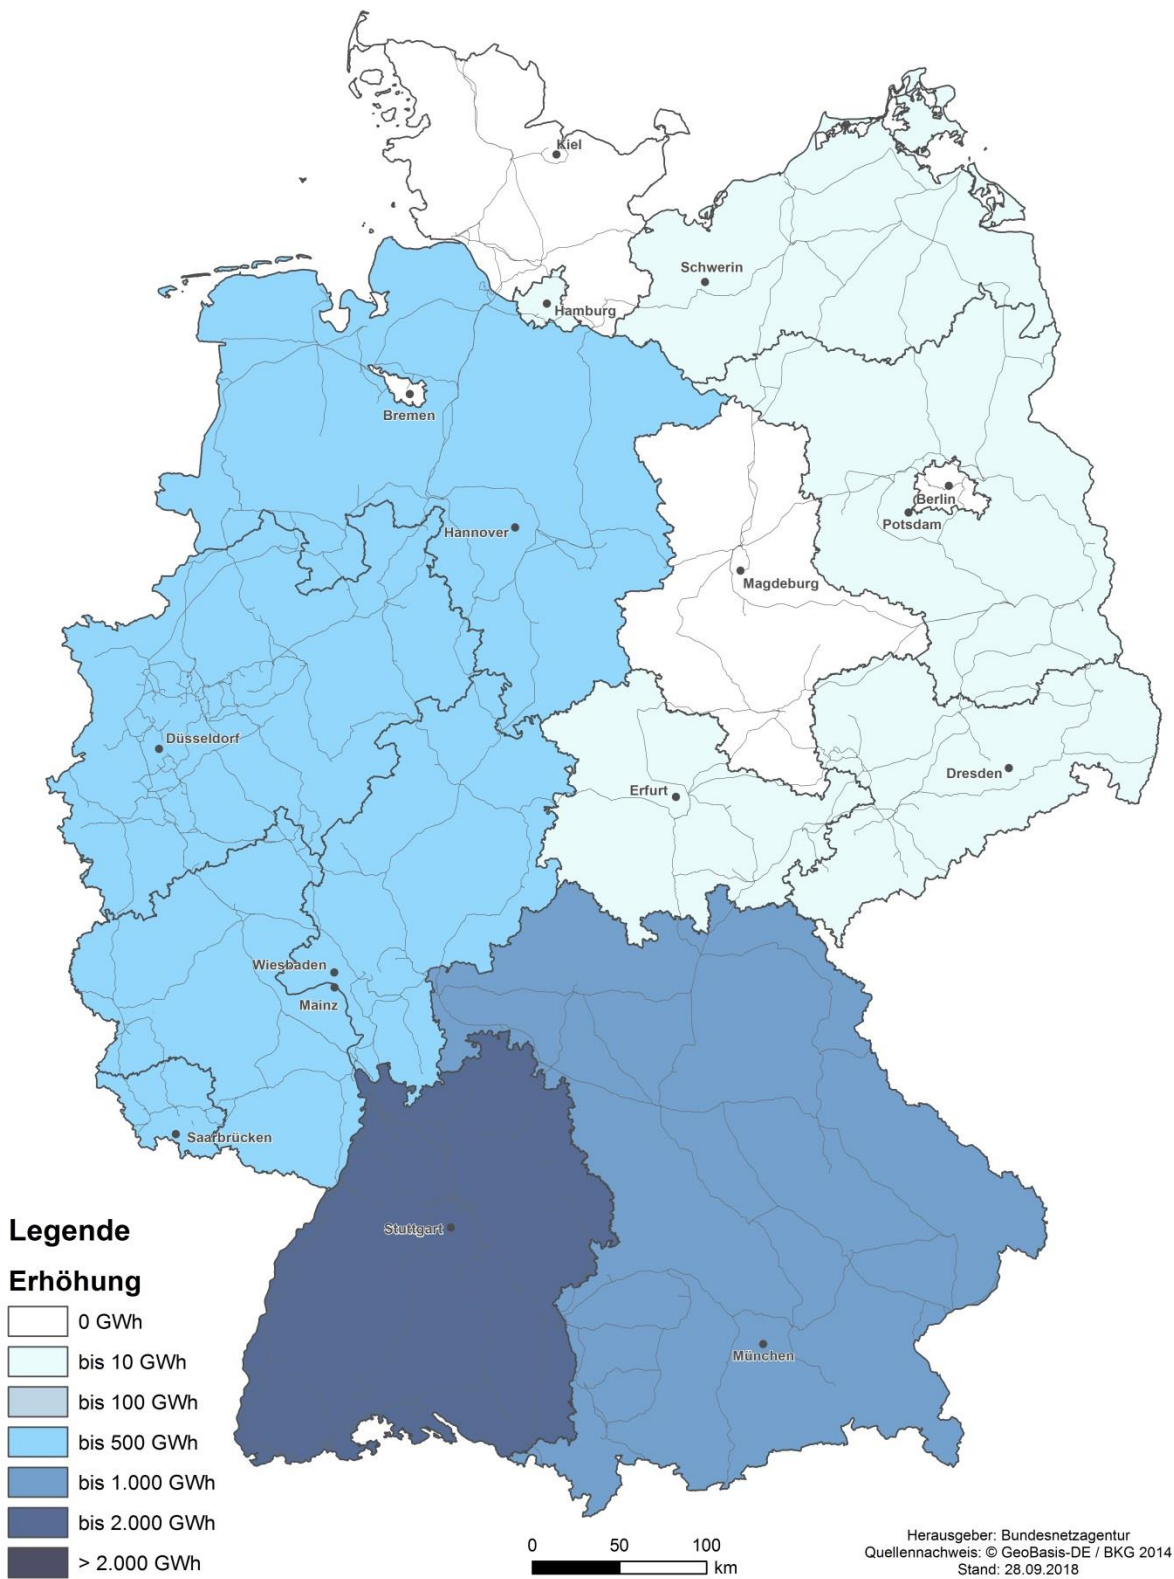 Kiel
Schwerin
Hamburg
Bremen
Berlin
Potsdam
Hannover
Magdeburg
Düsseldorf
Dresden
Erfurt
Wiesbaden
Mainz
Saarbrücken
Stuttgart
München
Legende
Erhöhung
0 GWh
bis 10 GWh
bis 100 GWh
bis 500 GWh
bis 1.000 GWh
bis 2.000 GWh
> 2.000 GWh
0 50 100
km
Herausgeber: Bundesnetzagentur
Quellennachweis: © GeoBasis-DE / BKG 2014
Stand: 28.09.2018